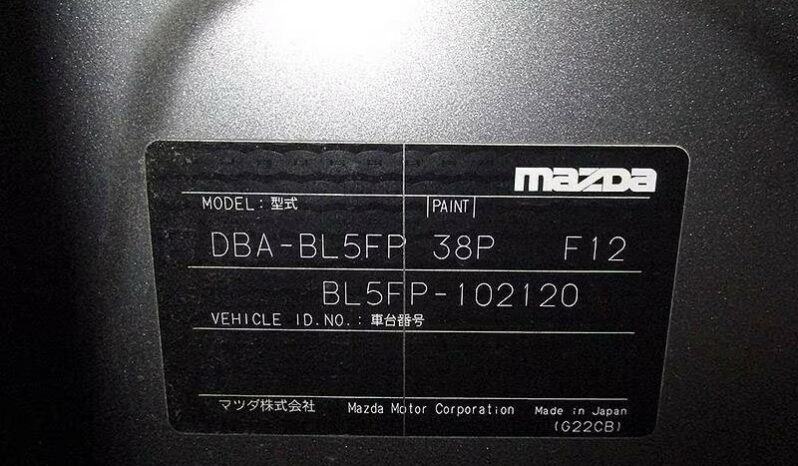 mazda
MODEL: 型式 PAINT
DBA-BL5FP 38P F12
BL5FP-102120
VEHICLE ID.NO.: 車台番号
マツダ株式会社 Mazda Motor Corporation Made in Japan
(G22CB)